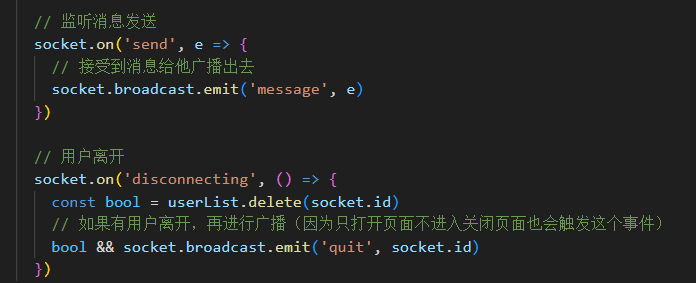 // 监听消息发送
socket.on('send', e => {
// 接受到消息给他广播出去
socket.broadcast.emit('message', e)
})
// 用户离开
socket.on('disconnecting', () => {
const bool = userList.delete(socket.id)
// 如果有用户离开，再进行广播（因为只打开页面不进入关闭页面也会触发这个事件）
bool && socket.broadcast.emit('quit', socket.id)
})